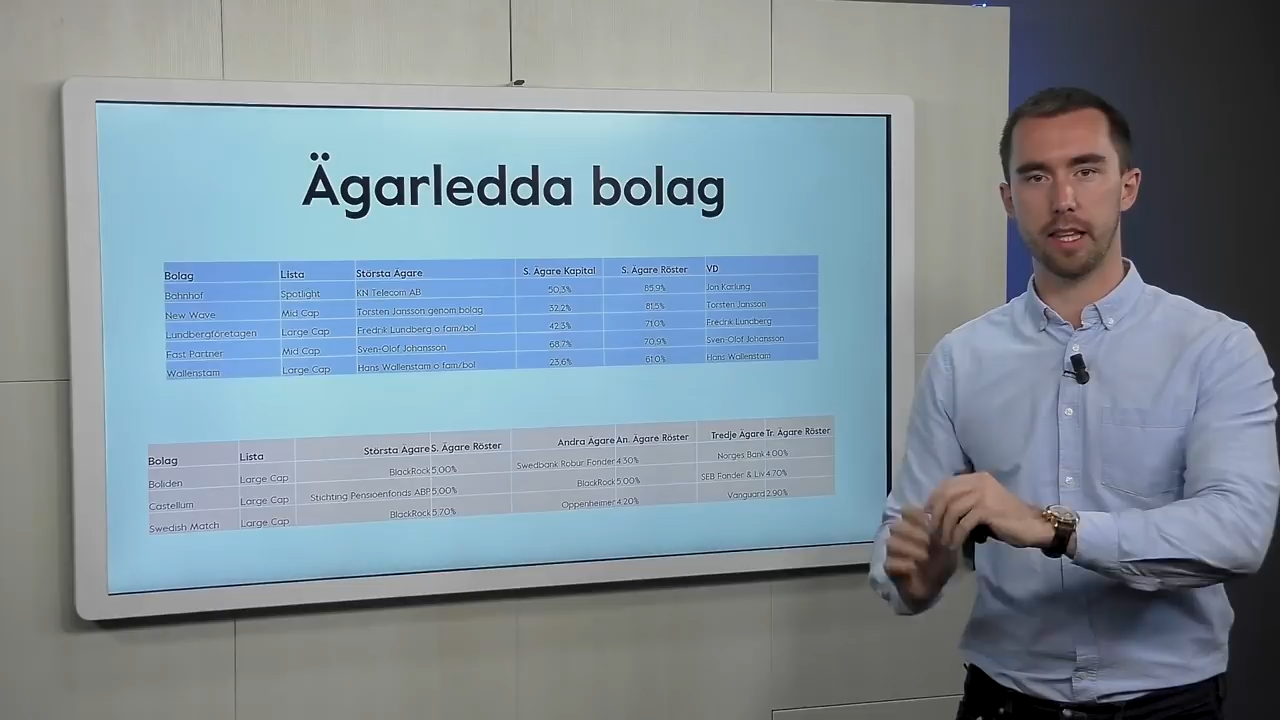 Ägarledda bolag
Bolag Lista Största Ägare S. Ägare Kapital S. Ägare Röster VD
Bahnhof Spotlight KN Telecom AB 50,3% 85,9% Jon Karlung
New Wave Mid Cap Torsten Jansson genom bolag 32,2% 81,5% Torsten Jansson
Lundbergföretagen Large Cap Fredrik Lundberg o fam/bol 42,3% 71,0% Fredrik Lundberg
Fast Partner Mid Cap Sven-Olof Johansson 68,7% 70,9% Sven-Olof Johansson
Wallenstam Large Cap Hans Wallenstam o fam/bol 23,6% 61,0% Hans Wallenstam
Bolag Lista Största Ägare S. Ägare Röster Andra Ägare An. Ägare Röster Tredje Ägare Tr. Ägare Röster
Boliden Large Cap BlackRock 5,00% Swedbank Robur Fonder 4,30% Norges Bank 4,00%
Castellum Large Cap Stichting Pensioenfonds ABP 5,00% BlackRock 5,00% SEB Fonder & Liv 4,70%
Swedish Match Large Cap BlackRock 5,70% Oppenheimer 4,20% Vanguard 2,90%